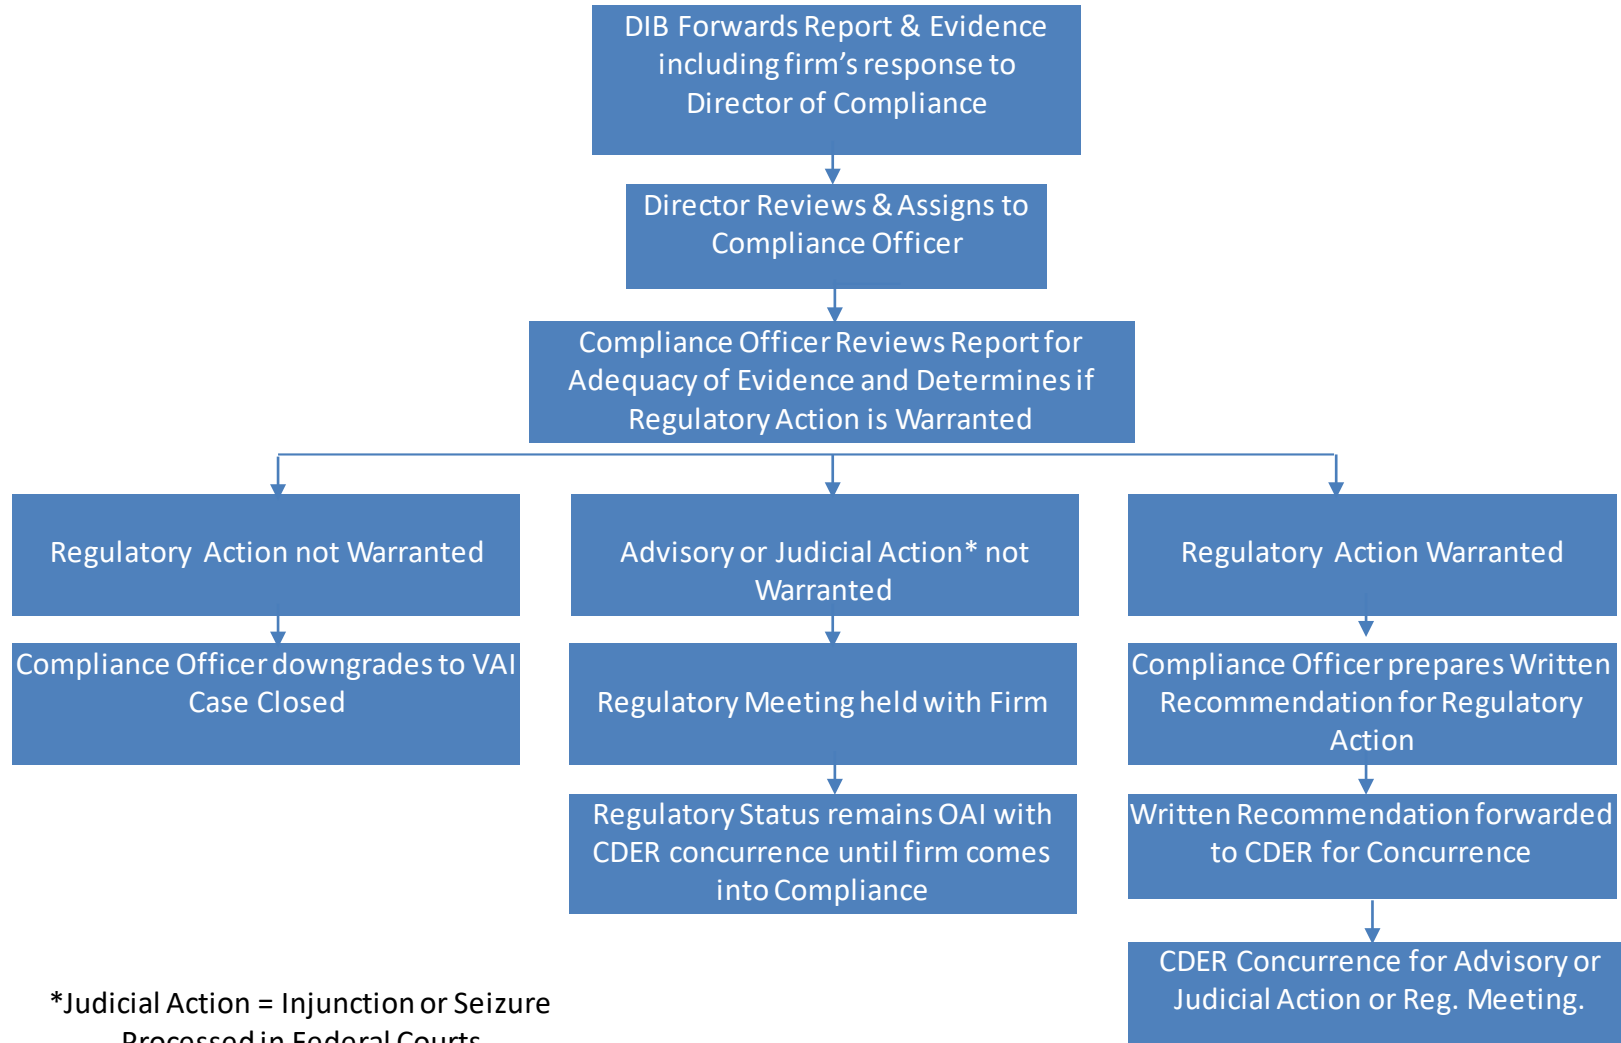 DIB Forwards Report & Evidence
including firm's response to
Director of Compliance
Director Reviews & Assigns to
Compliance Officer
Compliance Officer Reviews Report for
Adequacy of Evidence and Determines if
Regulatory Action is Warranted
Regulatory Action not Warranted
Advisory or Judicial Action* not
Warranted
Regulatory Action Warranted
Compliance Officer downgrades to VAI
Case Closed
Regulatory Meeting held with Firm
Compliance Officer prepares Written
Recommendation for Regulatory
Action
Regulatory Status remains OAI with
CDER concurrence until firm comes
into Compliance
Written Recommendation forwarded
to CDER for Concurrence
CDER Concurrence for Advisory or
Judicial Action or Reg. Meeting.
*Judicial Action = Injunction or Seizure
Processed in Federal Courts